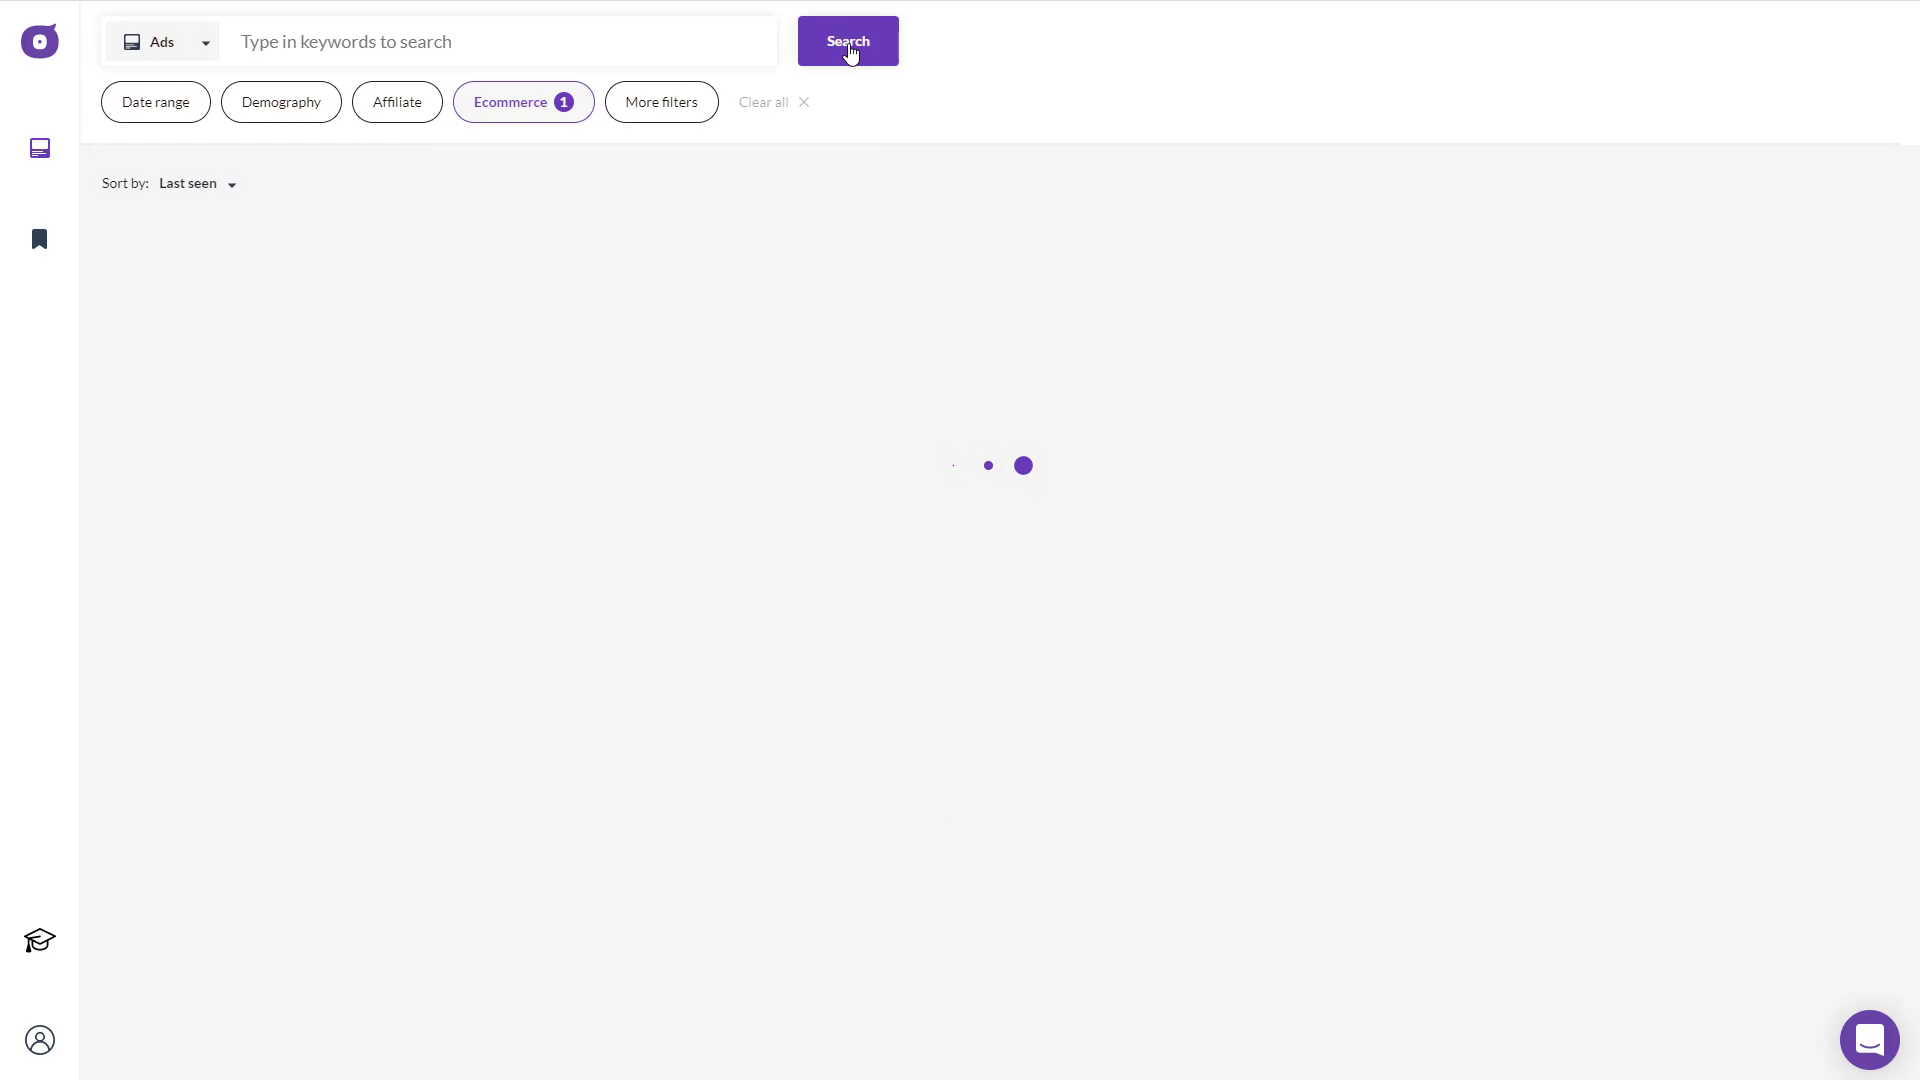 Ads
Type in keywords to search
Search
Date range
Demography
Affiliate
Ecommerce 1
More filters
Clear all
Sort by: Last seen